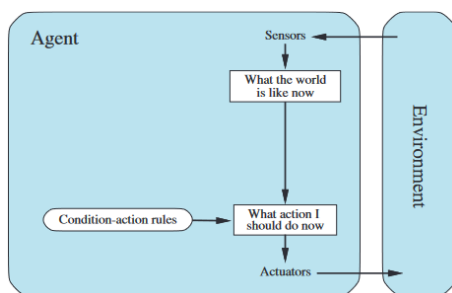 Agent
Sensors
What the world
is like now
Environment
Condition-action rules
What action I
should do now
Actuators